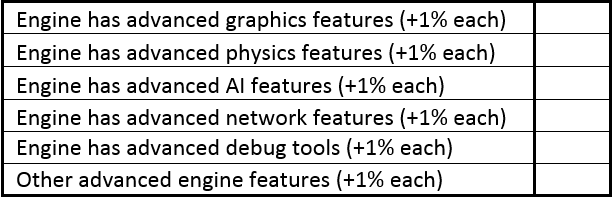 Engine has advanced graphics features (+1% each)
Engine has advanced physics features (+1% each)
Engine has advanced AI features (+1% each)
Engine has advanced network features (+1% each)
Engine has advanced debug tools (+1% each)
Other advanced engine features (+1% each)